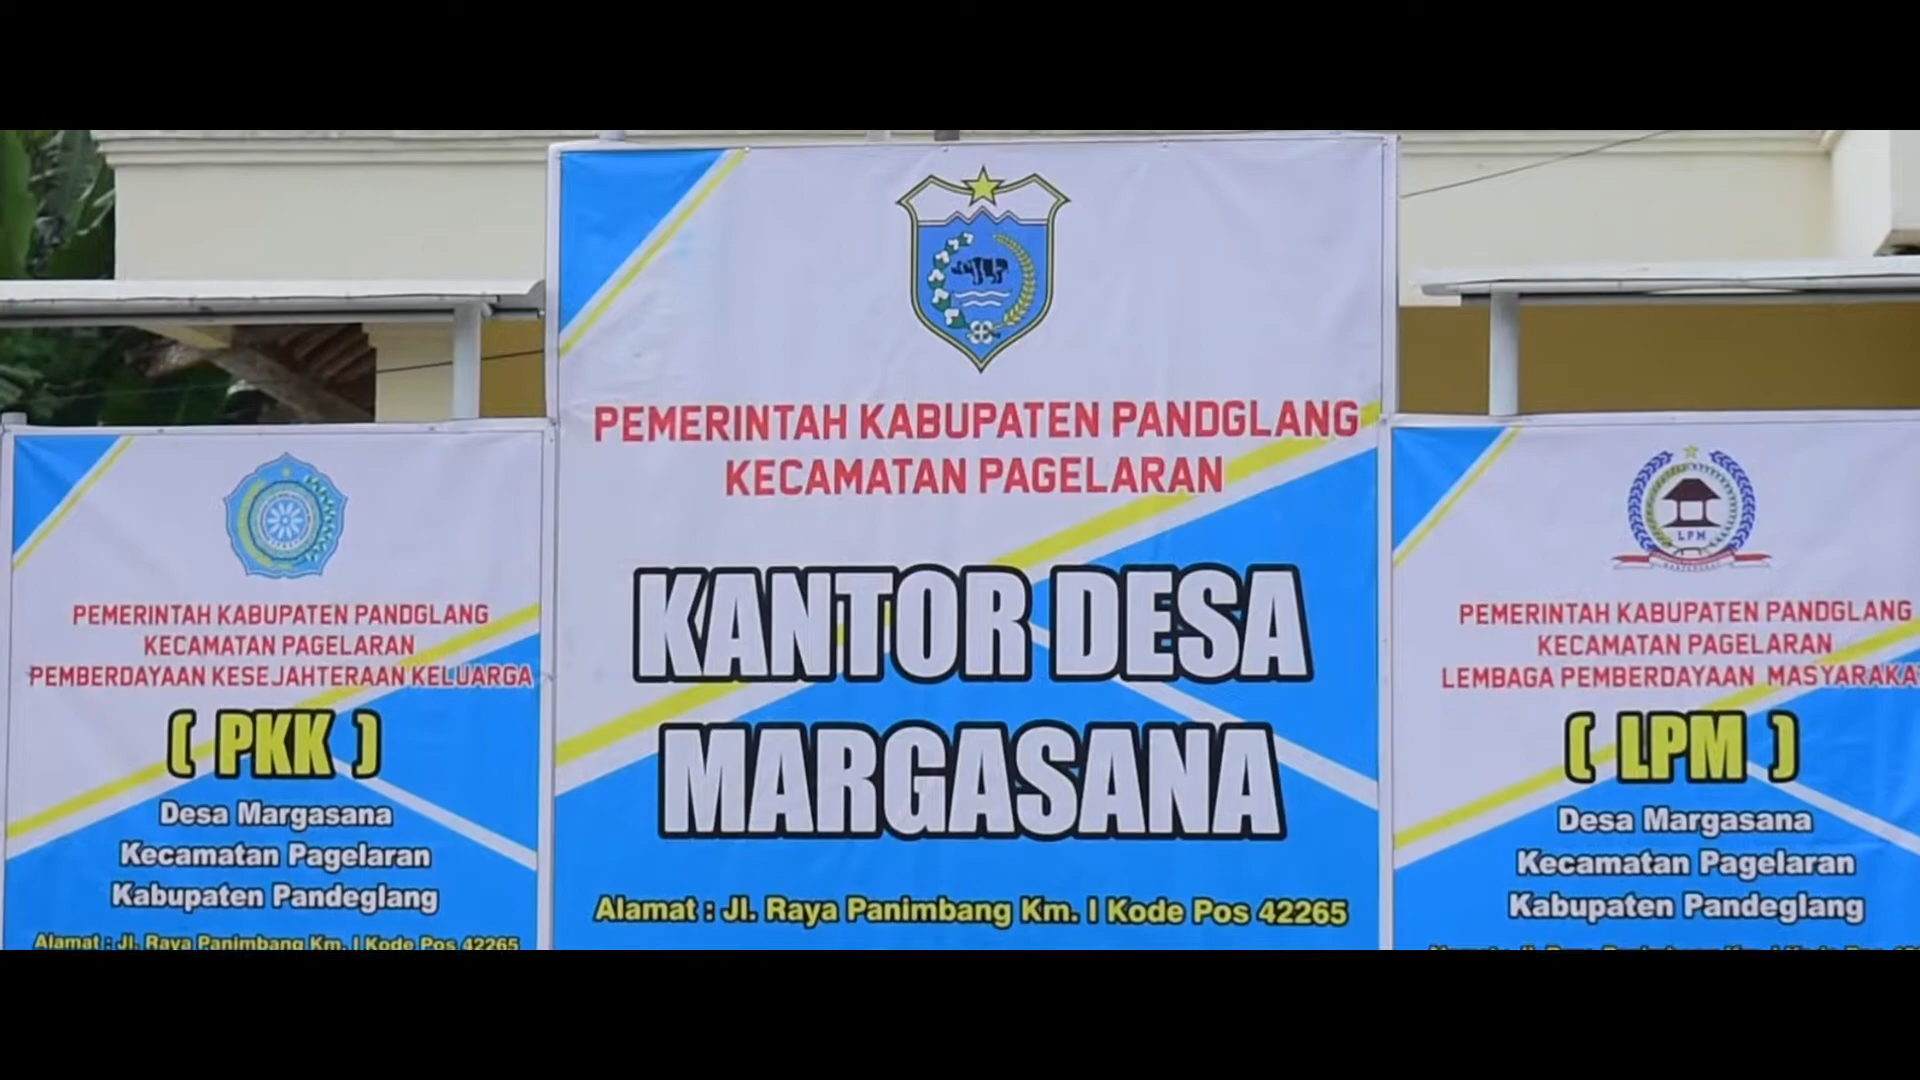 PEMERINTAH KABUPATEN PANDGLANG
KECAMATAN PAGELARAN
PEMBERDAYAAN KESEJAHTERAAN KELUARGA
( PKK )
Desa Margasana
Kecamatan Pagelaran
Kabupaten Pandeglang
Alamat : Jl. Raya Panimbang Km. I Kode Pos 42265
PEMERINTAH KABUPATEN PANDGLANG
KECAMATAN PAGELARAN
KANTOR DESA
MARGASANA
Alamat : Jl. Raya Panimbang Km. I Kode Pos 42265
LPM
PEMERINTAH KABUPATEN PANDGLANG
KECAMATAN PAGELARAN
LEMBAGA PEMBERDAYAAN MASYARAKA
( LPM )
Desa Margasana
Kecamatan Pagelaran
Kabupaten Pandeglang